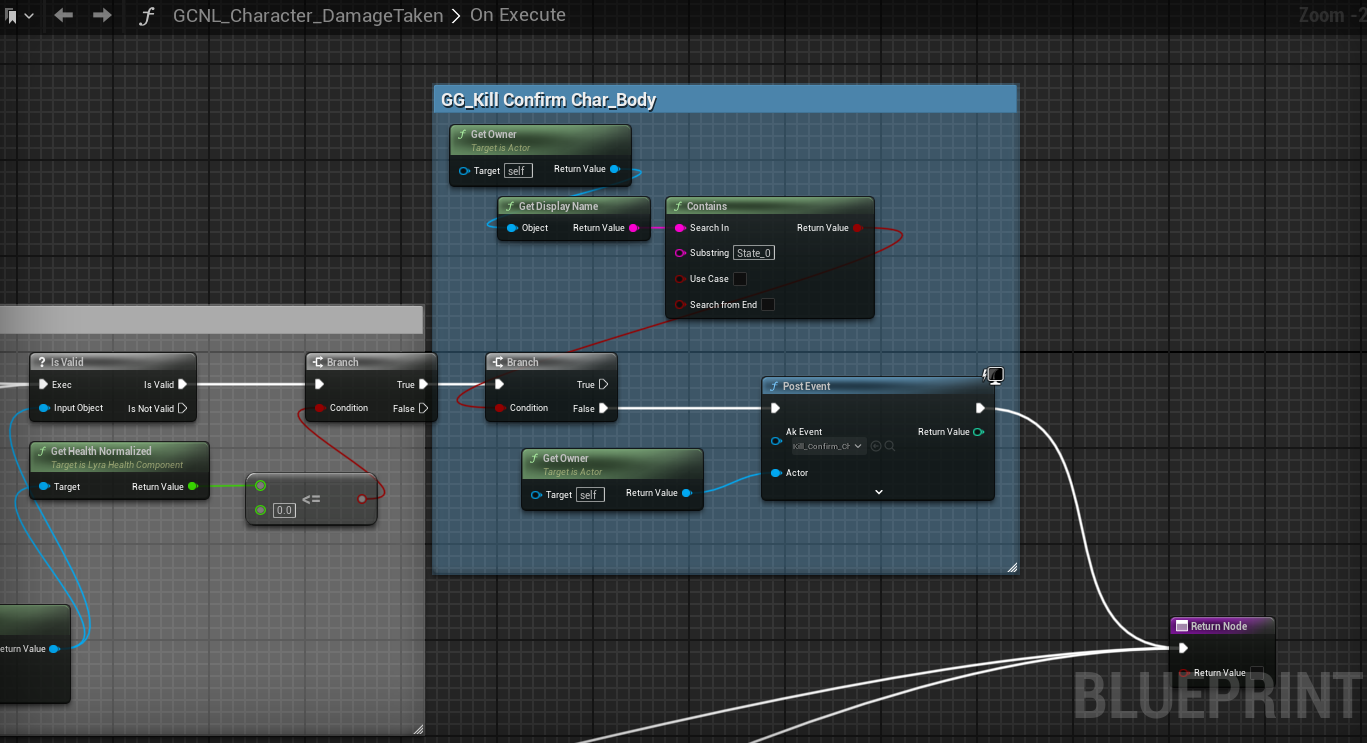 GCNL_Character_DamageTaken > On Execute
Zoom -2
GG_Kill Confirm Char_Body
Get Owner
Target is Actor
Target self Return Value
Get Display Name
Object Return Value
Contains
Search In Return Value
Substring State_0
Use Case
Search from End
? Is Valid
Exec Is Valid
Input Object Is Not Valid
Branch
True
Condition False
Branch
True
Condition False
PostEvent
Ak Event Return Value
Kill_Confirm_Ch
Actor
Get Health Normalized
Target is Lyra Health Component
Target Return Value
<=
0.0
Get Owner
Target is Actor
Target self Return Value
eturn Value
Return Node
Return Value
BLUEPRINT